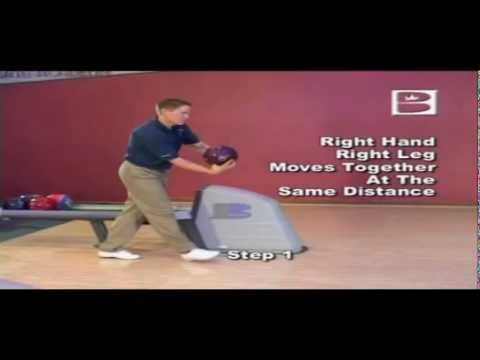 Right Hand
Right Leg
Moves Together
At The
Same Distance
Step 1